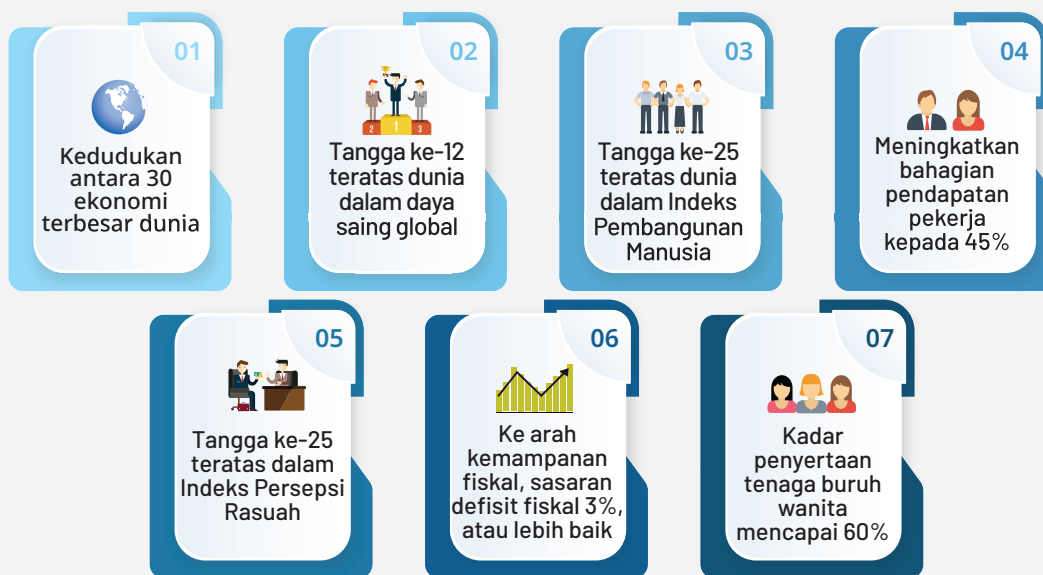 01
Kedudukan
antara 30
ekonomi
terbesar dunia
02
2 1 3
Tangga ke-12
teratas dunia
dalam daya
saing global
03
Tangga ke-25
teratas dunia
dalam Indeks
Pembangunan
Manusia
04
Meningkatkan
bahagian
pendapatan
pekerja
kepada 45%
05
Tangga ke-25
teratas dalam
Indeks Persepsi
Rasuah
06
Ke arah
kemampanan
fiskal, sasaran
defisit fiskal 3%,
atau lebih baik
07
Kadar
penyertaan
tenaga buruh
wanita
mencapai 60%